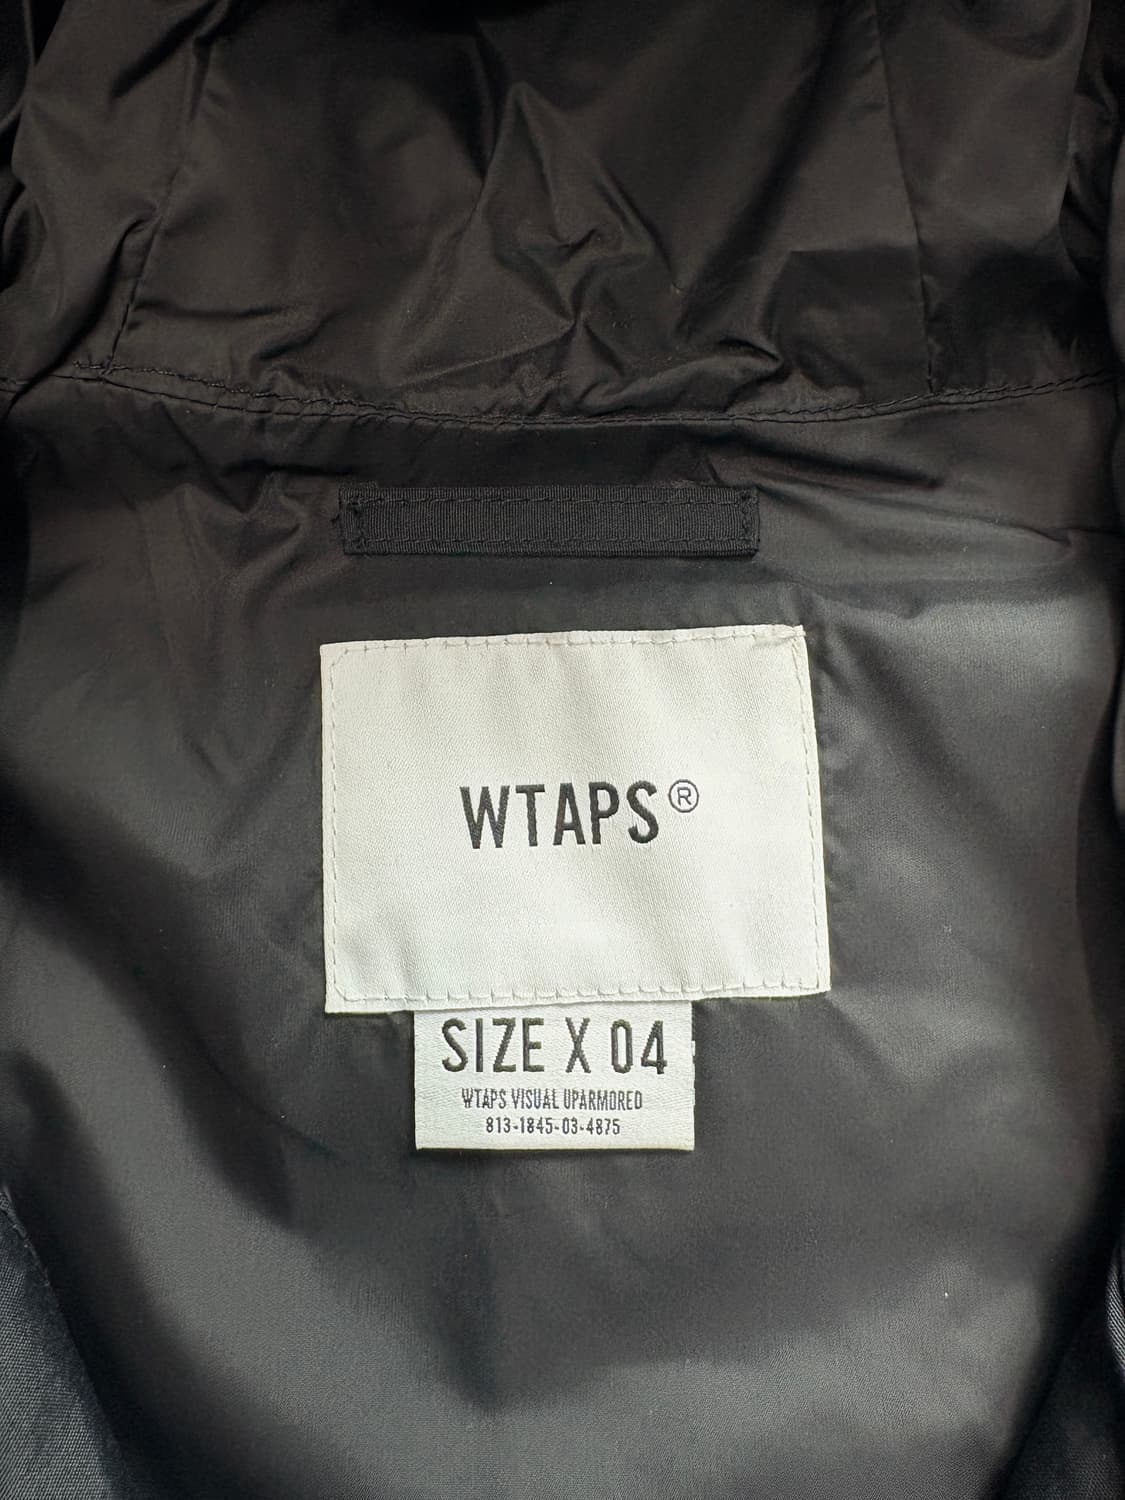 WTAPS®
SIZE X 04
WTAPS VISUAL UPARMORED
813-1845-03-4875